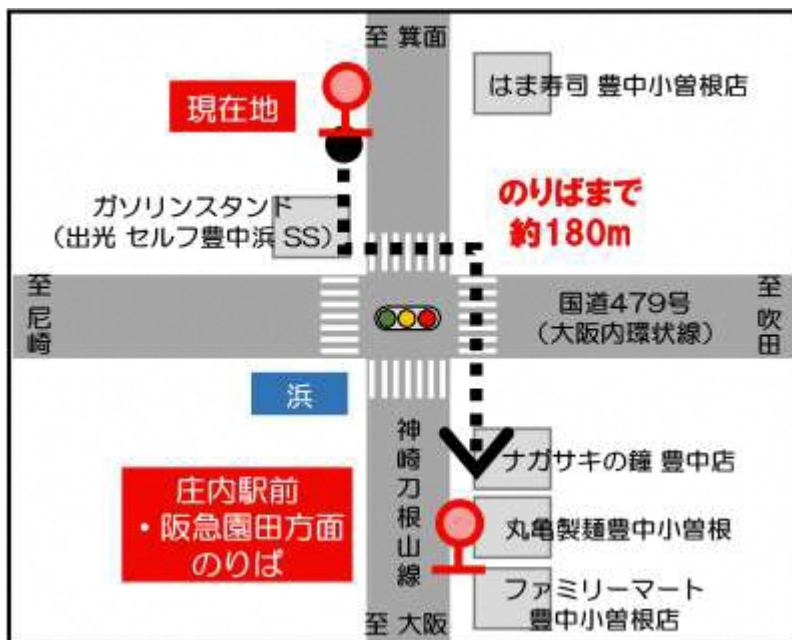 至 箕面
はま寿司 豊中小曽根店
現在地
のりばまで
約180m
ガソリンスタンド
（出光 セルフ豊中浜 SS）
至 尼崎
国道479号
（大阪内環状線）
至 吹田
浜
神崎刀根山線
ナガサキの鐘 豊中店
庄内駅前
・阪急園田方面
のりば
丸亀製麺豊中小曽根
ファミリーマート
豊中小曽根店
至 大阪